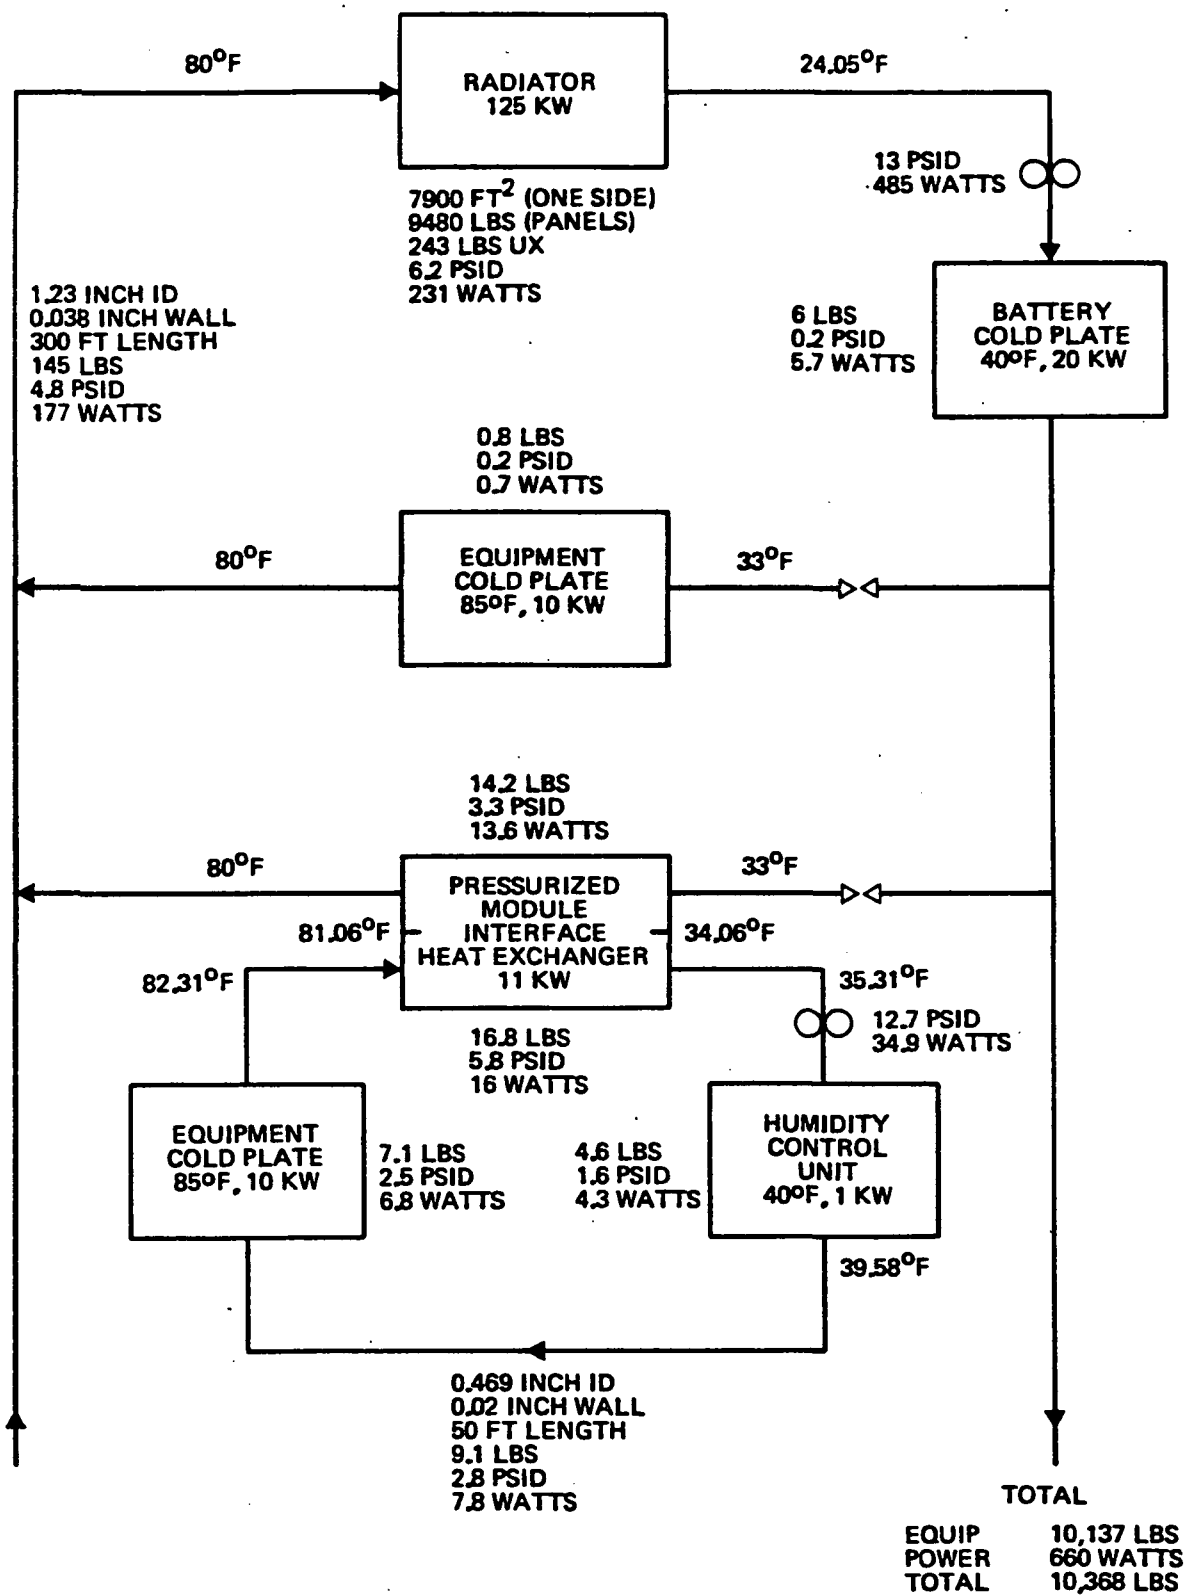 80°F
RADIATOR
125 KW
24.05°F
13 PSID
485 WATTS
7900 FT² (ONE SIDE)
9480 LBS (PANELS)
243 LBS UX
6.2 PSID
231 WATTS
1.23 INCH ID
0.038 INCH WALL
300 FT LENGTH
145 LBS
4.8 PSID
177 WATTS
6 LBS
0.2 PSID
5.7 WATTS
BATTERY
COLD PLATE
40°F, 20 KW
0.8 LBS
0.2 PSID
0.7 WATTS
80°F
EQUIPMENT
COLD PLATE
85°F, 10 KW
33°F
14.2 LBS
3.3 PSID
13.6 WATTS
80°F
PRESSURIZED
MODULE
INTERFACE
HEAT EXCHANGER
11 KW
33°F
81.06°F
34.06°F
82.31°F
35.31°F
12.7 PSID
34.9 WATTS
16.8 LBS
5.8 PSID
16 WATTS
EQUIPMENT
COLD PLATE
85°F, 10 KW
7.1 LBS
2.5 PSID
6.8 WATTS
4.6 LBS
1.6 PSID
4.3 WATTS
HUMIDITY
CONTROL
UNIT
40°F, 1 KW
39.58°F
0.469 INCH ID
0.02 INCH WALL
50 FT LENGTH
9.1 LBS
2.8 PSID
7.8 WATTS
TOTAL
EQUIP 10,137 LBS
POWER 660 WATTS
TOTAL 10,368 LBS